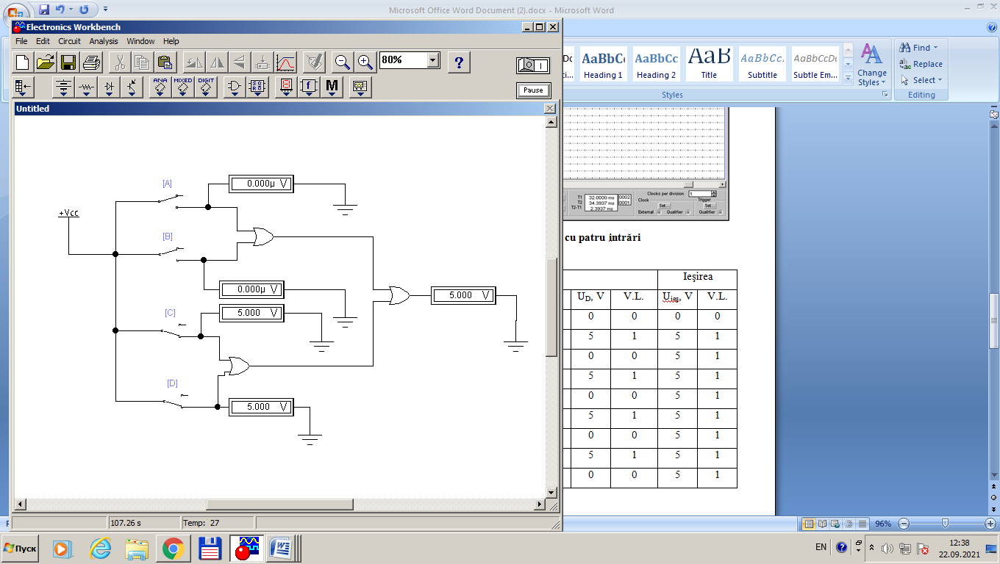 Microsoft Office Word Document (2).docx - Microsoft Word
Electronics Workbench
File Edit Circuit Analysis Window Help
80%
ANA MIXED DIGIT
Pause
Untitled
[A]
0.000µ V
+Vcc
[B]
0.000µ V
5.000 V
[C]
5.000 V
[D]
5.000 V
107.26 s
Temp: 27
AaBbCc AaBbCc AaB AaBbCc. AaBbCcDc
Heading 1 Heading 2 Title Subtitle Subtle Em...
Change Styles
Styles
Find
Replace
Select
Editing
T1 32.0000 ms 0002
T2 34.3937 ms 0001
T2-T1 2.3937 ms
Clocks per division 1
Clock Trigger
Set... Set...
External Qualifier Qualifier
cu patru intrări
Ieşirea
U_D, V V.L. U_ieş, V V.L.
0 0 0 0
5 1 5 1
0 0 5 1
5 1 5 1
0 0 5 1
5 1 5 1
0 0 5 1
5 1 5 1
0 0 5 1
96%
Пуск
EN
12:38
22.09.2021